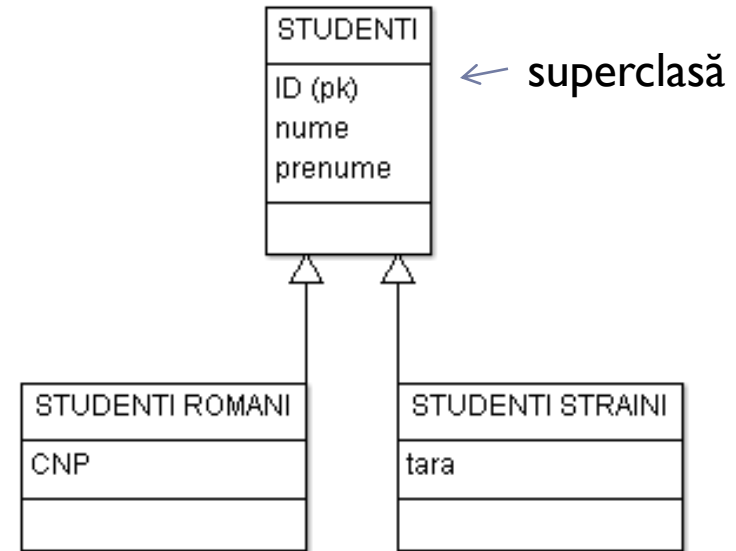 STUDENTI
superclasă
ID (pk)
nume
prenume
STUDENTI ROMANI
CNP
STUDENTI STRAINI
tara